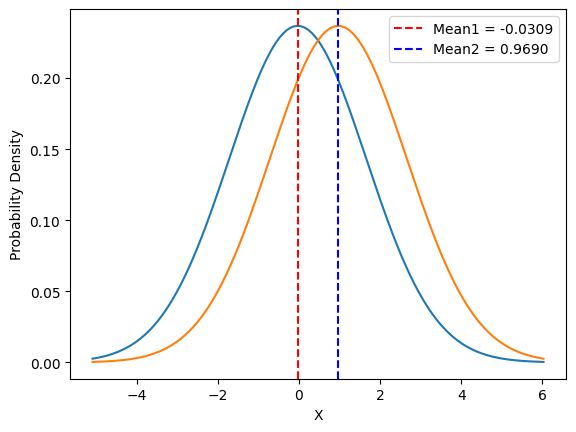 Mean1 = -0.0309
Mean2 = 0.9690
Probability Density
0.20
0.15
0.10
0.05
0.00
−4
−2
0
2
4
6
X